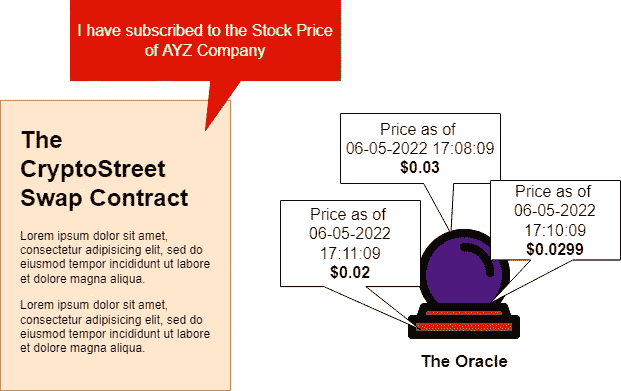 I have subscribed to the Stock Price
of AYZ Company
The
CryptoStreet
Swap Contract
Lorem ipsum dolor sit amet,
consectetur adipisicing elit, sed do
eiusmod tempor incididunt ut labore
et dolore magna aliqua.
Lorem ipsum dolor sit amet,
consectetur adipisicing elit, sed do
eiusmod tempor incididunt ut labore
et dolore magna aliqua.
Price as of
06-05-2022 17:08:09
$0.03
Price as of
06-05-2022
17:10:09
$0.0299
Price as of
06-05-2022
17:11:09
$0.02
The Oracle